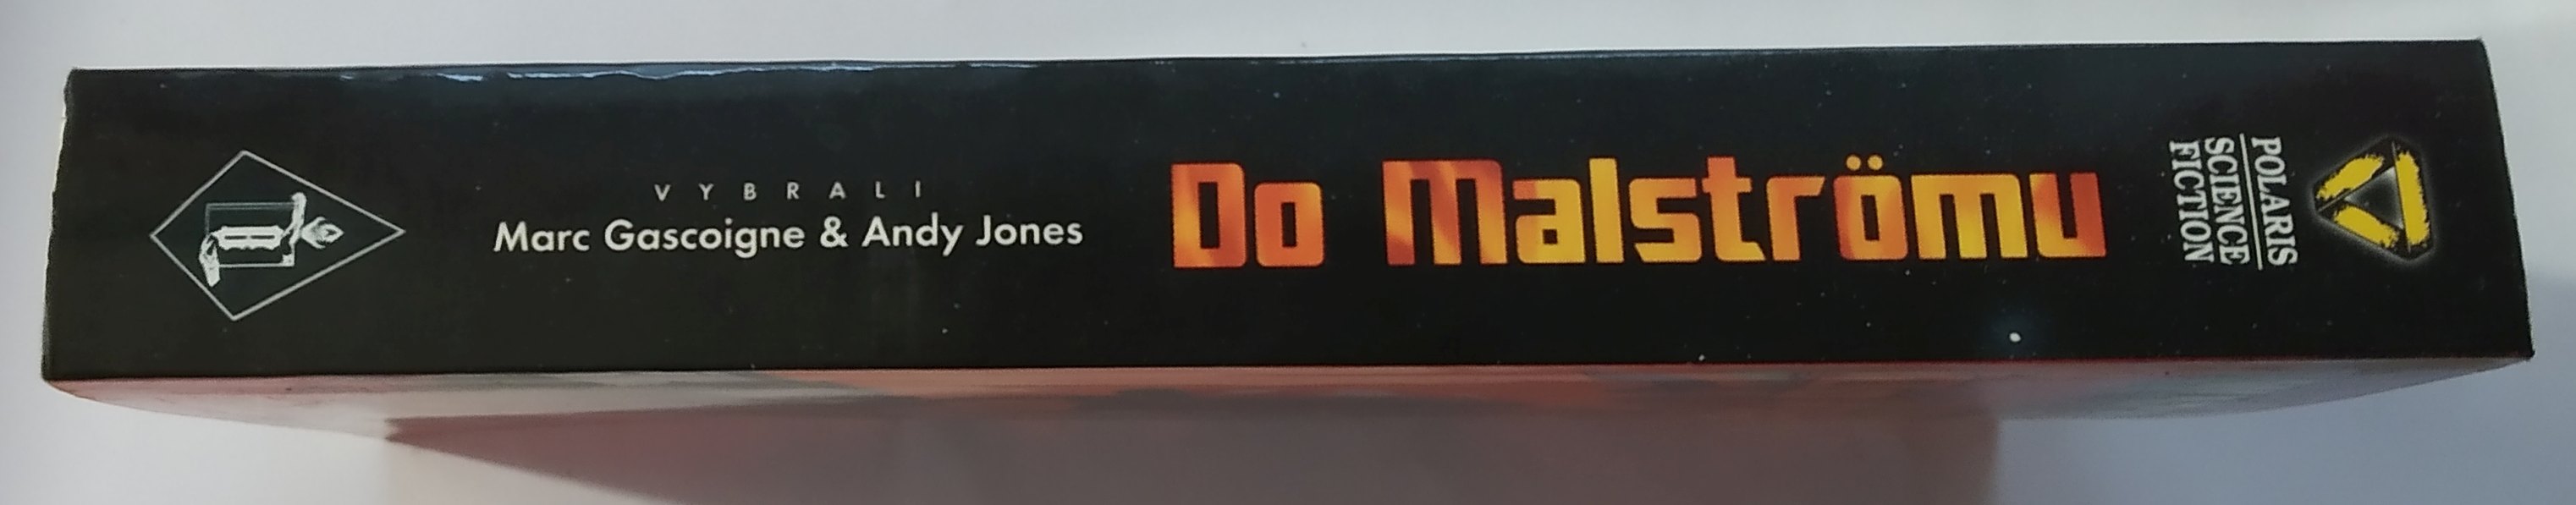 VYBRALI
Marc Gascoigne & Andy Jones
Do Malströmu
POLARIS
SCIENCE
FICTION